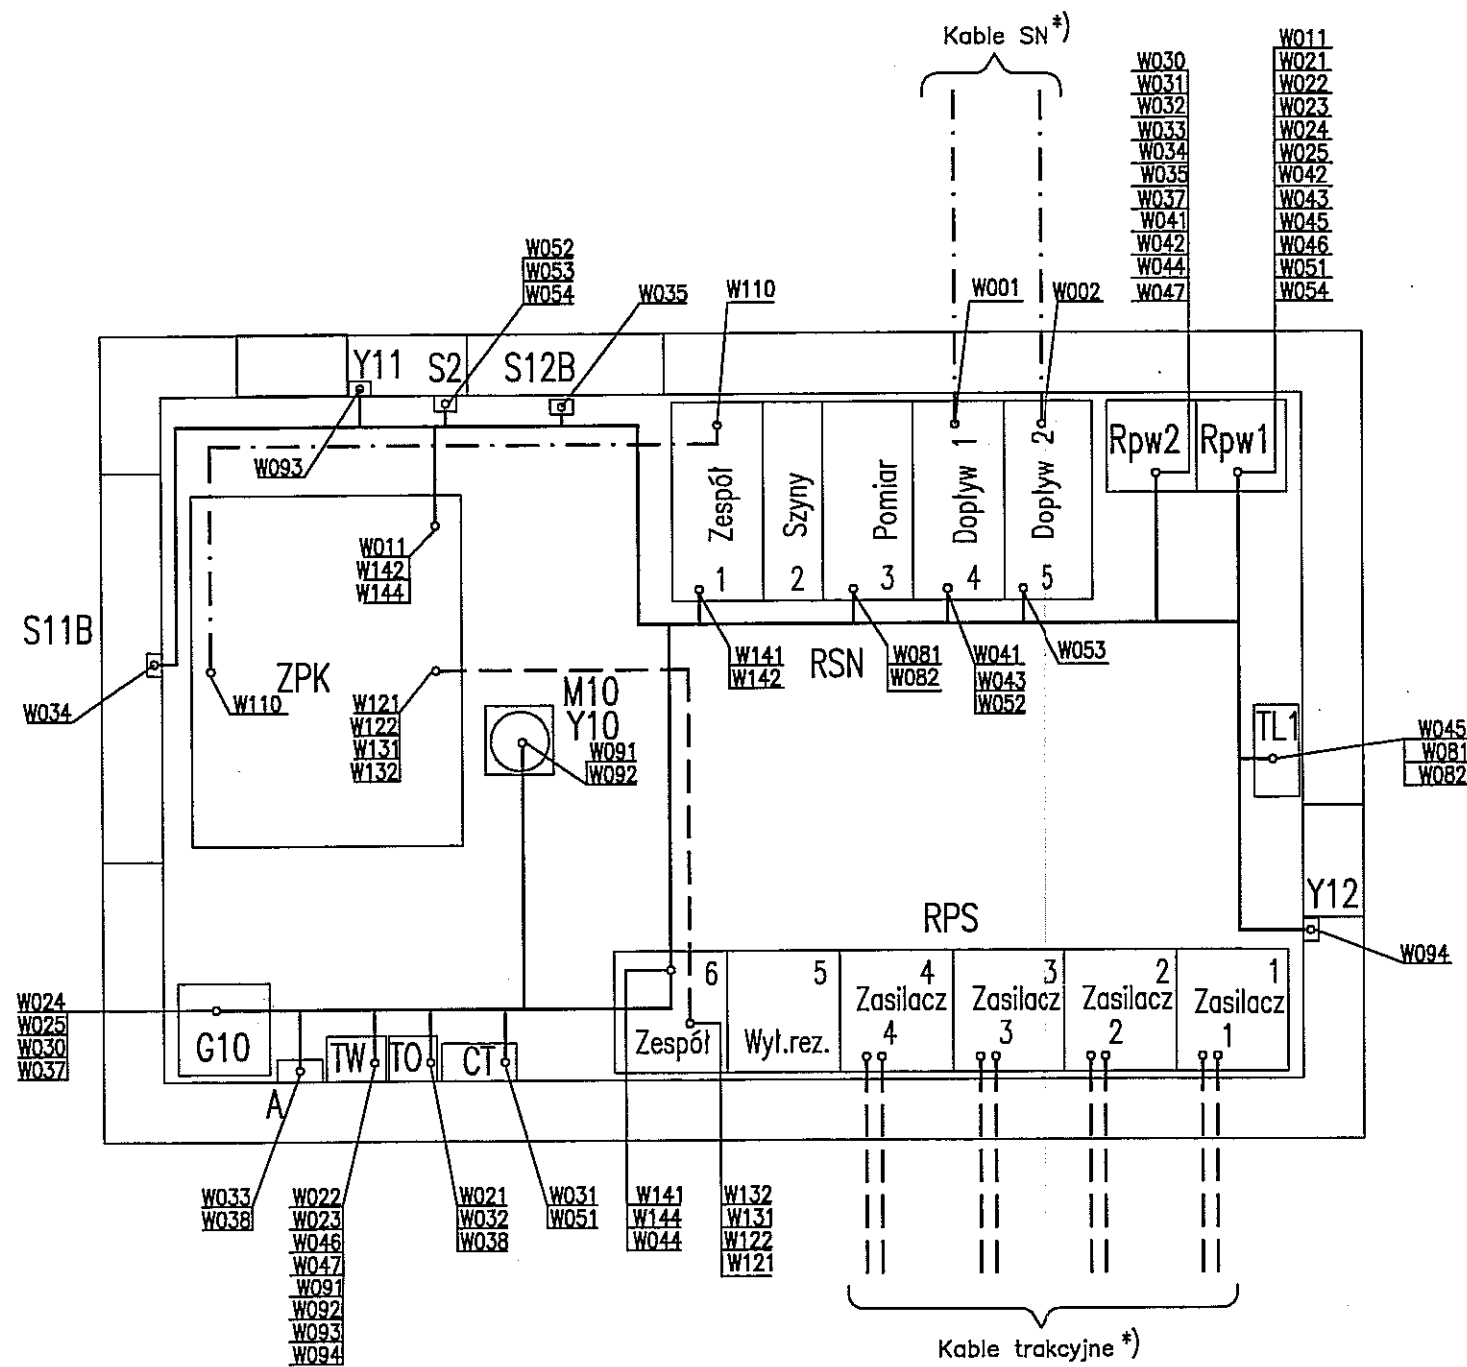 Kable SN *)
W030
W031
W032
W033
W034
W035
W037
W041
W042
W044
W047
W011
W021
W022
W023
W024
W025
W042
W043
W045
W046
W051
W054
W052
W053
W054
W035
W110
W001
W002
Y11
S2
S12B
W093
Zespół
1
Szyny
2
Pomiar
3
Dopływ 1
4
Dopływ 2
5
Rpw2
Rpw1
W011
W142
W144
S11B
W034
ZPK
W110
W121
W122
W131
W132
M10
Y10
W091
W092
W141
W142
RSN
W081
W082
W041
W043
W052
W053
TL1
W045
W081
W082
Y12
W094
RPS
6
Zespół
5
Wył.rez.
4
Zasilacz
4
3
Zasilacz
3
2
Zasilacz
2
1
Zasilacz
1
W024
W025
W030
W037
G10
A
TW
TO
CT
W033
W038
W022
W023
W046
W047
W091
W092
W093
W094
W021
W032
W038
W031
W051
W141
W144
W044
W132
W131
W122
W121
Kable trakcyjne *)